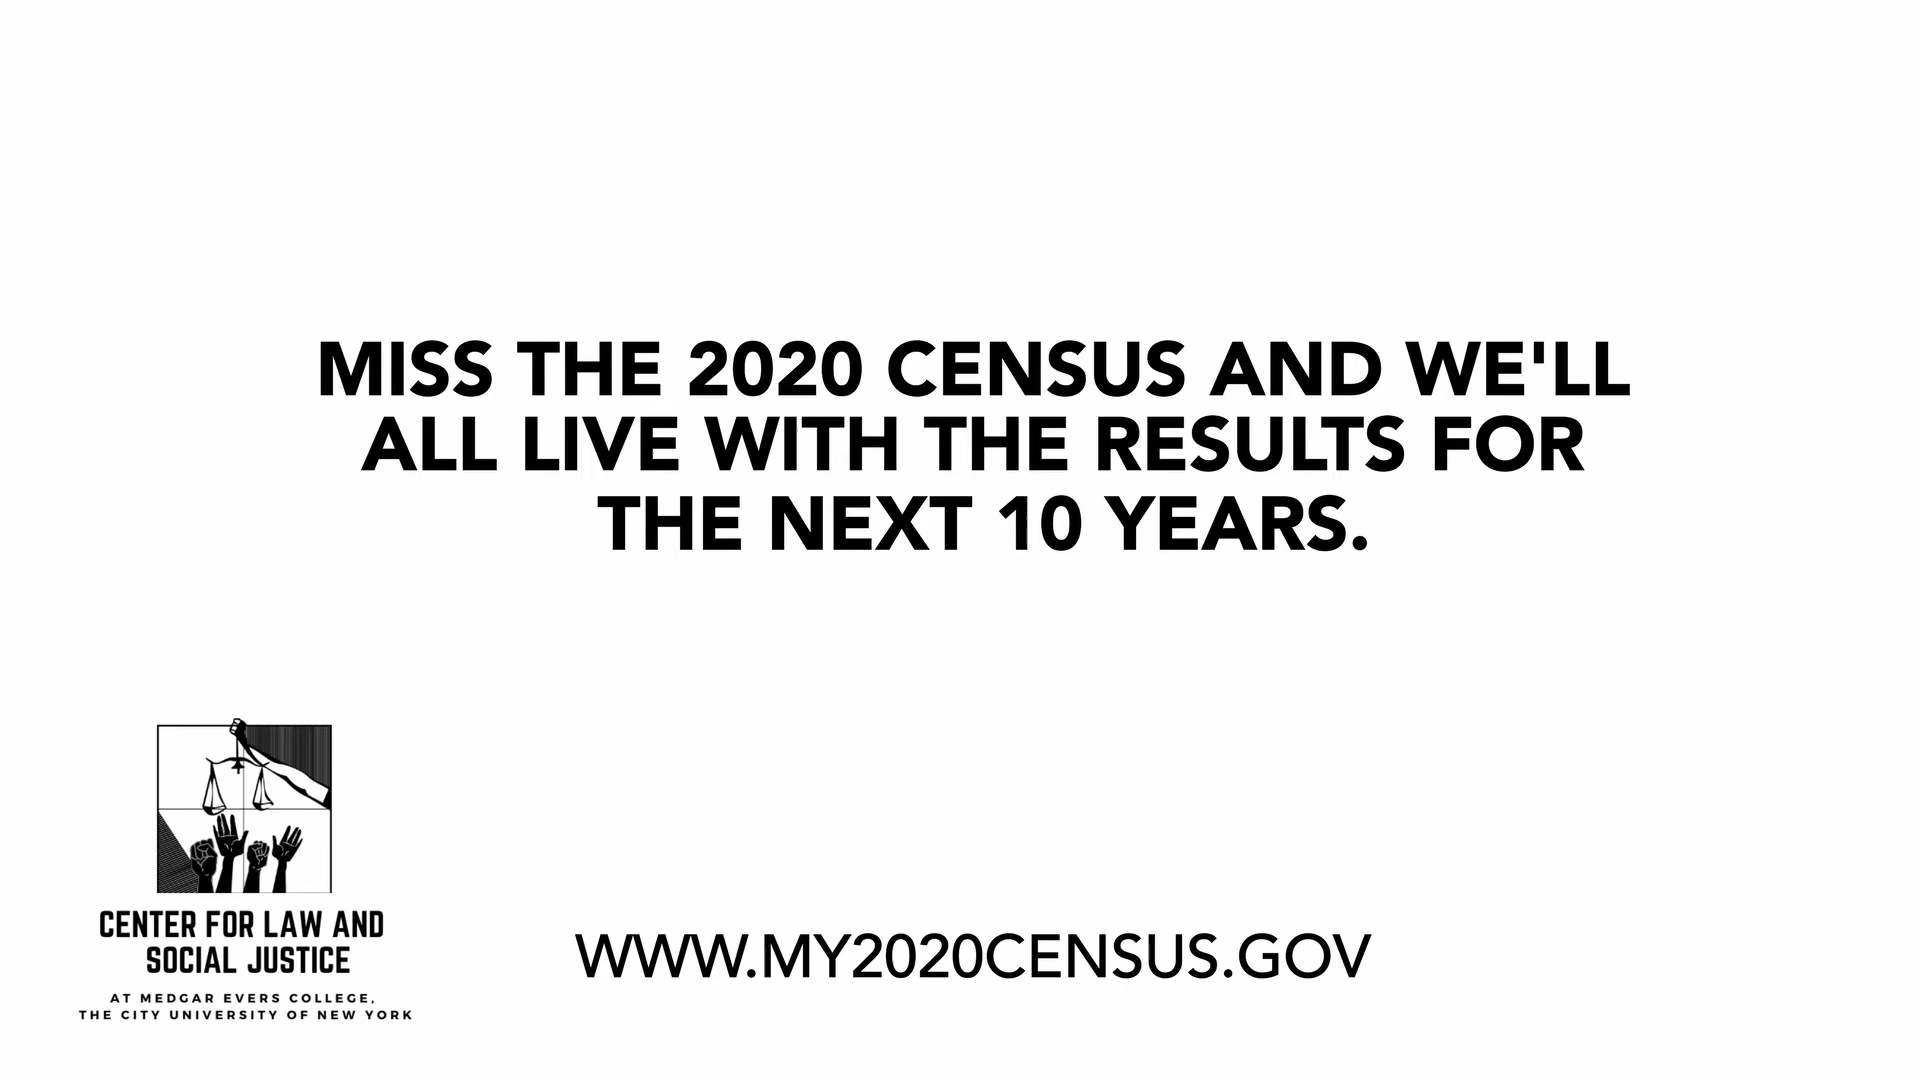 MISS THE 2020 CENSUS AND WE'LL
ALL LIVE WITH THE RESULTS FOR
THE NEXT 10 YEARS.
CENTER FOR LAW AND
SOCIAL JUSTICE
AT MEDGAR EVERS COLLEGE,
THE CITY UNIVERSITY OF NEW YORK
WWW.MY2020CENSUS.GOV